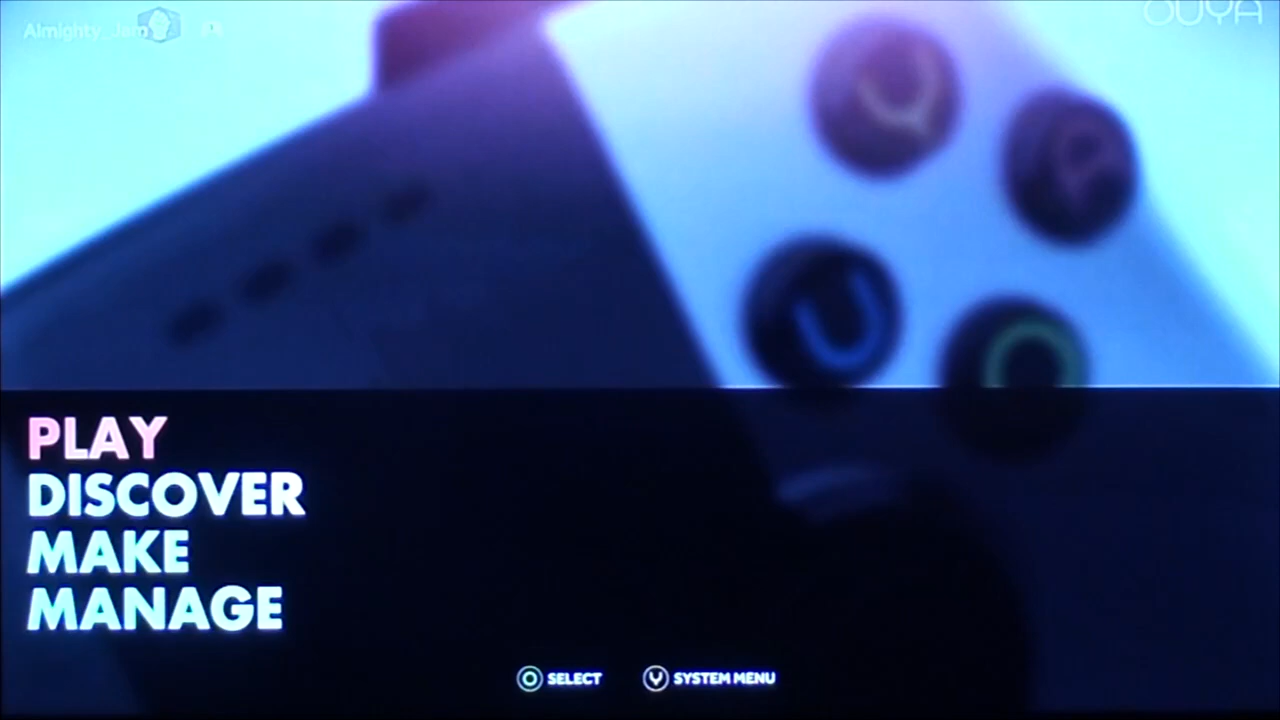 Almighty_Jam
OUYA
Y
A
U
O
PLAY
DISCOVER
MAKE
MANAGE
O SELECT
Y SYSTEM MENU